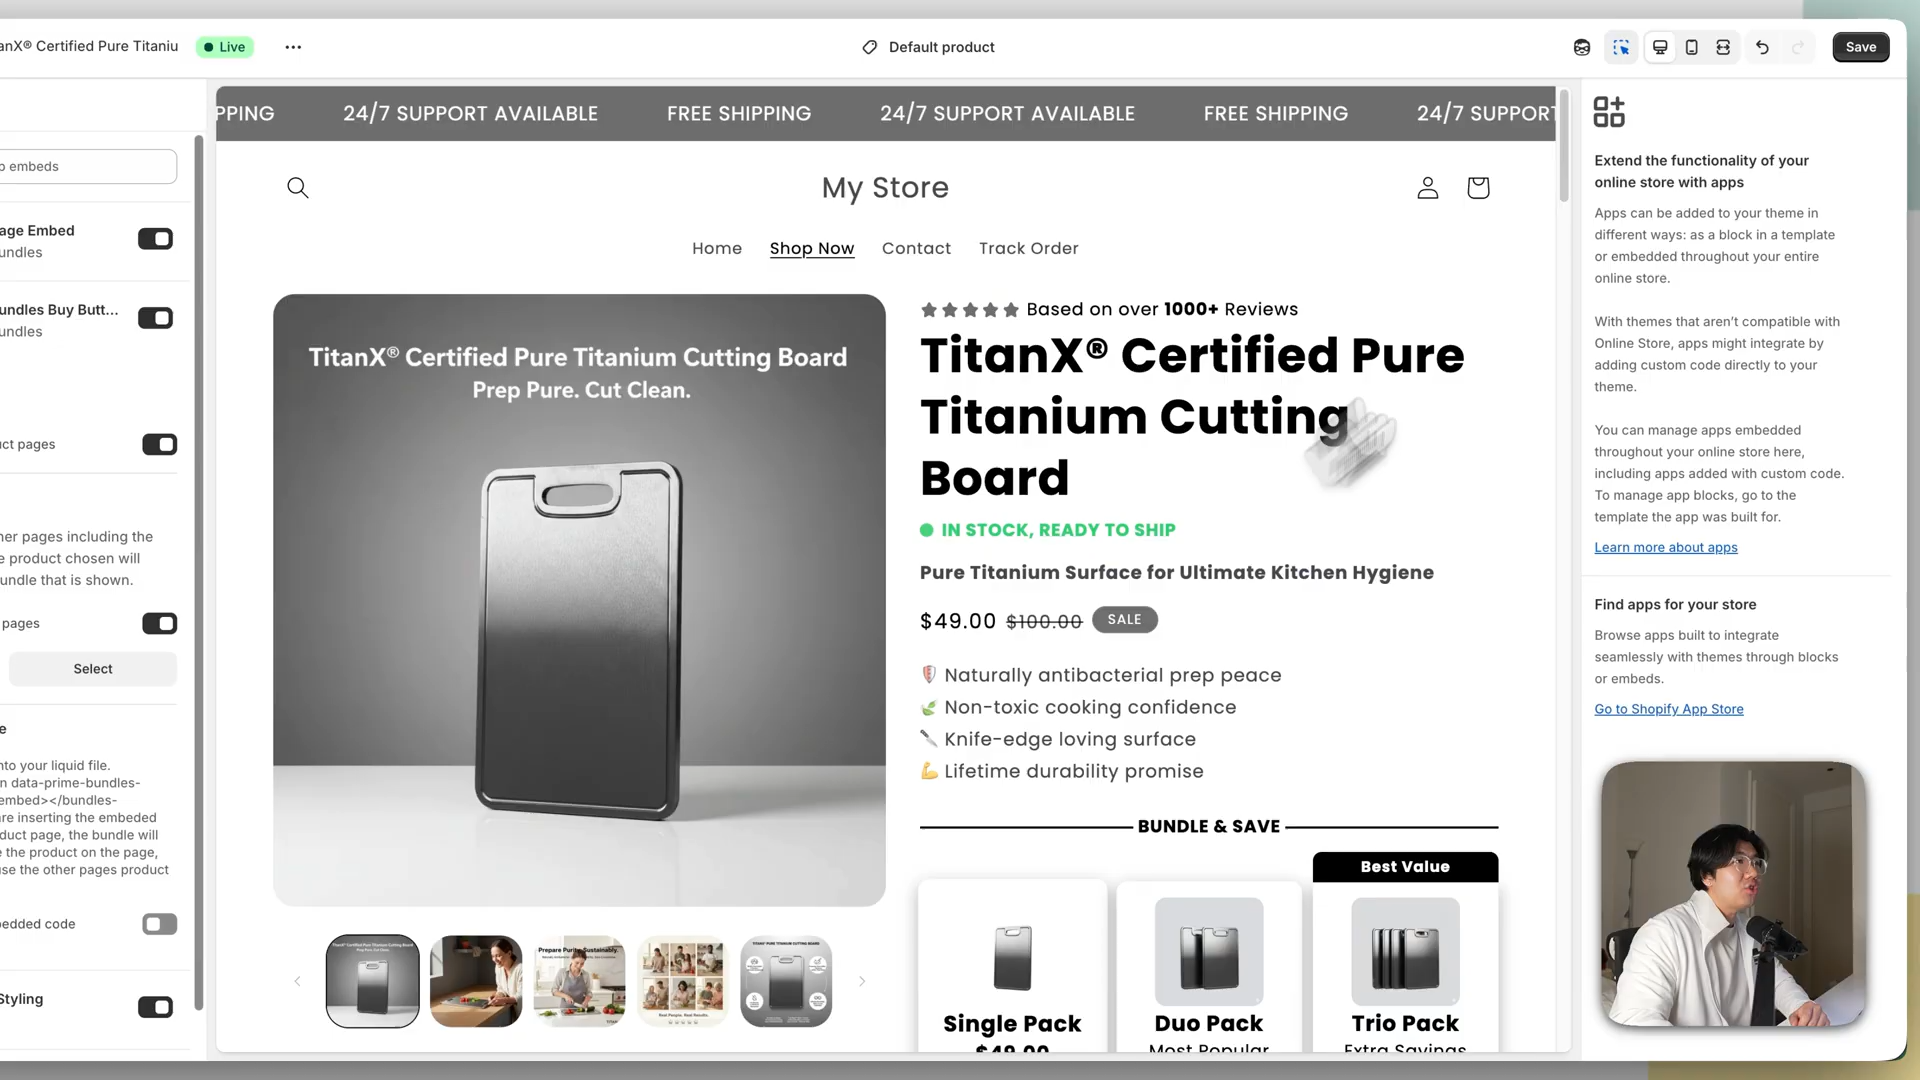 anX® Certified Pure Titaniu
Live
Default product
Save
p embeds
age Embed
undles
undles Buy Butt...
undles
ct pages
her pages including the
e product chosen will
undle that is shown.
pages
Select
e
nto your liquid file.
n data-prime-bundles-
embed></bundles-
re inserting the embeded
duct page, the bundle will
e the product on the page,
use the other pages product
bedded code
Styling
PPING
24/7 SUPPORT AVAILABLE
FREE SHIPPING
24/7 SUPPORT AVAILABLE
FREE SHIPPING
24/7 SUPPORT
My Store
Home
Shop Now
Contact
Track Order
TitanX® Certified Pure Titanium Cutting Board
Prep Pure. Cut Clean.
Based on over 1000+ Reviews
TitanX® Certified Pure
Titanium Cutting
Board
IN STOCK, READY TO SHIP
Pure Titanium Surface for Ultimate Kitchen Hygiene
$49.00 $100.00 SALE
Naturally antibacterial prep peace
Non-toxic cooking confidence
Knife-edge loving surface
Lifetime durability promise
BUNDLE & SAVE
Best Value
Single Pack
$49.00
Duo Pack
Most Popular
Trio Pack
Extra Savings
Extend the functionality of your
online store with apps
Apps can be added to your theme in
different ways: as a block in a template
or embedded throughout your entire
online store.
With themes that aren't compatible with
Online Store, apps might integrate by
adding custom code directly to your
theme.
You can manage apps embedded
throughout your online store here,
including apps added with custom code.
To manage app blocks, go to the
template the app was built for.
Learn more about apps
Find apps for your store
Browse apps built to integrate
seamlessly with themes through blocks
or embeds.
Go to Shopify App Store